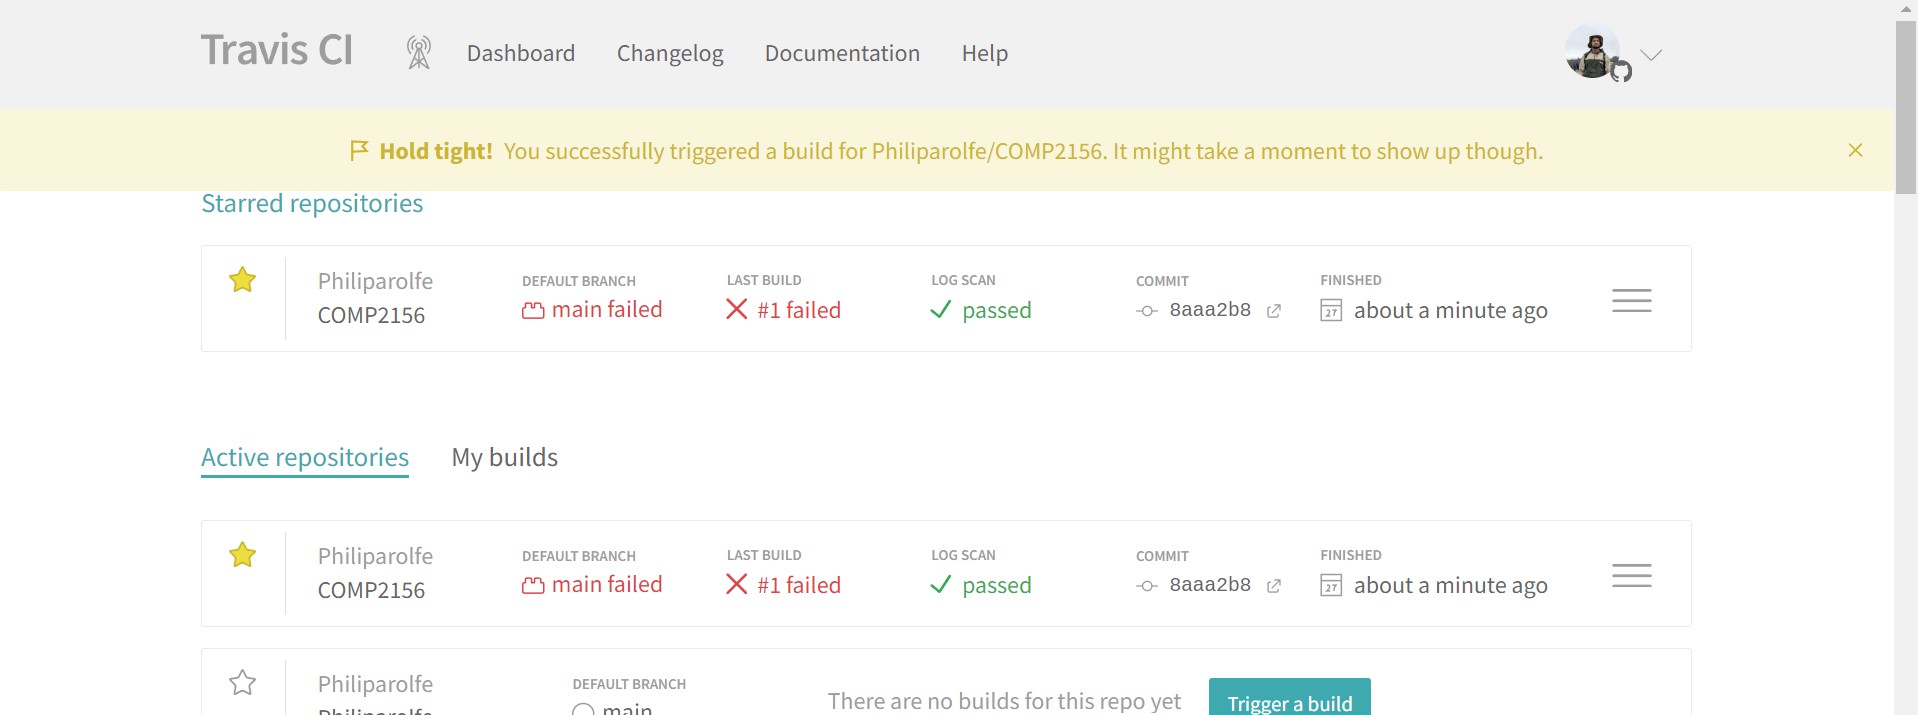 Travis CI Dashboard Changelog Documentation Help
Hold tight! You successfully triggered a build for Philiparolfe/COMP2156. It might take a moment to show up though.
Starred repositories
Philiparolfe
COMP2156
DEFAULT BRANCH
main failed
LAST BUILD
#1 failed
LOG SCAN
passed
COMMIT
8aaa2b8
FINISHED
27 about a minute ago
Active repositories My builds
Philiparolfe
COMP2156
DEFAULT BRANCH
main failed
LAST BUILD
#1 failed
LOG SCAN
passed
COMMIT
8aaa2b8
FINISHED
27 about a minute ago
Philiparolfe
Philiparolfe
DEFAULT BRANCH
main
There are no builds for this repo yet
Trigger a build